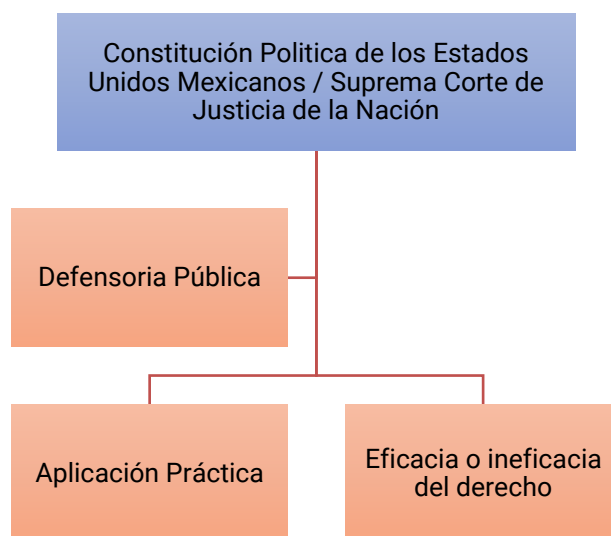 Constitución Politica de los Estados
Unidos Mexicanos / Suprema Corte de
Justicia de la Nación
Defensoria Pública
Aplicación Práctica
Eficacia o ineficacia
del derecho